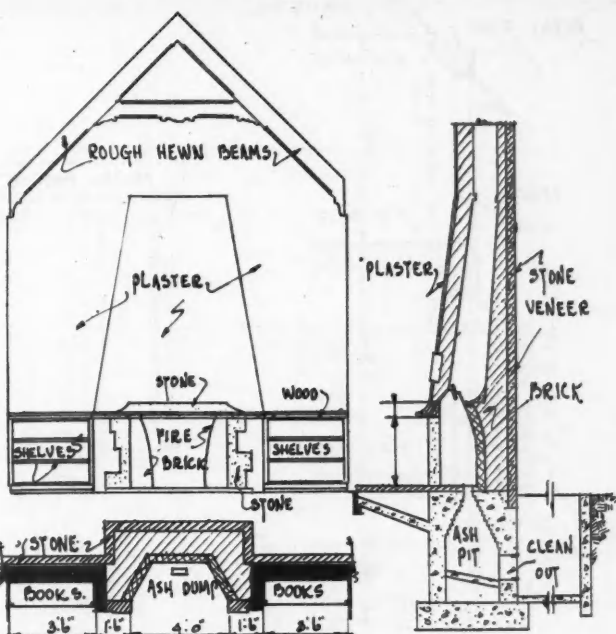 ROUGH HEWN BEAMS
PLASTER
STONE
WOOD
SHELVES
FIRE
BRICK
SHELVES
STONE
PLASTER
STONE
VENEER
BRICK
ASH
PIT
CLEAN
OUT
STONE
ASH DUMP
BOOKS.
BOOKS
3'6" 1'6" 4'0" 1'6" 3'6"